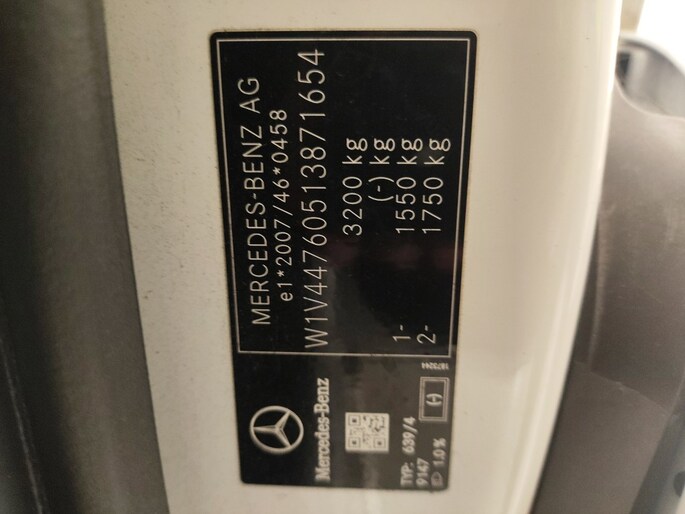 MERCEDES-BENZ AG
e1*2007/46*0458
W1V44760513871654
3200 kg
(-) kg
1- 1550 kg
2- 1750 kg
1873244
Mercedes-Benz
TYP: 639/4
9147
1.0%
(-)